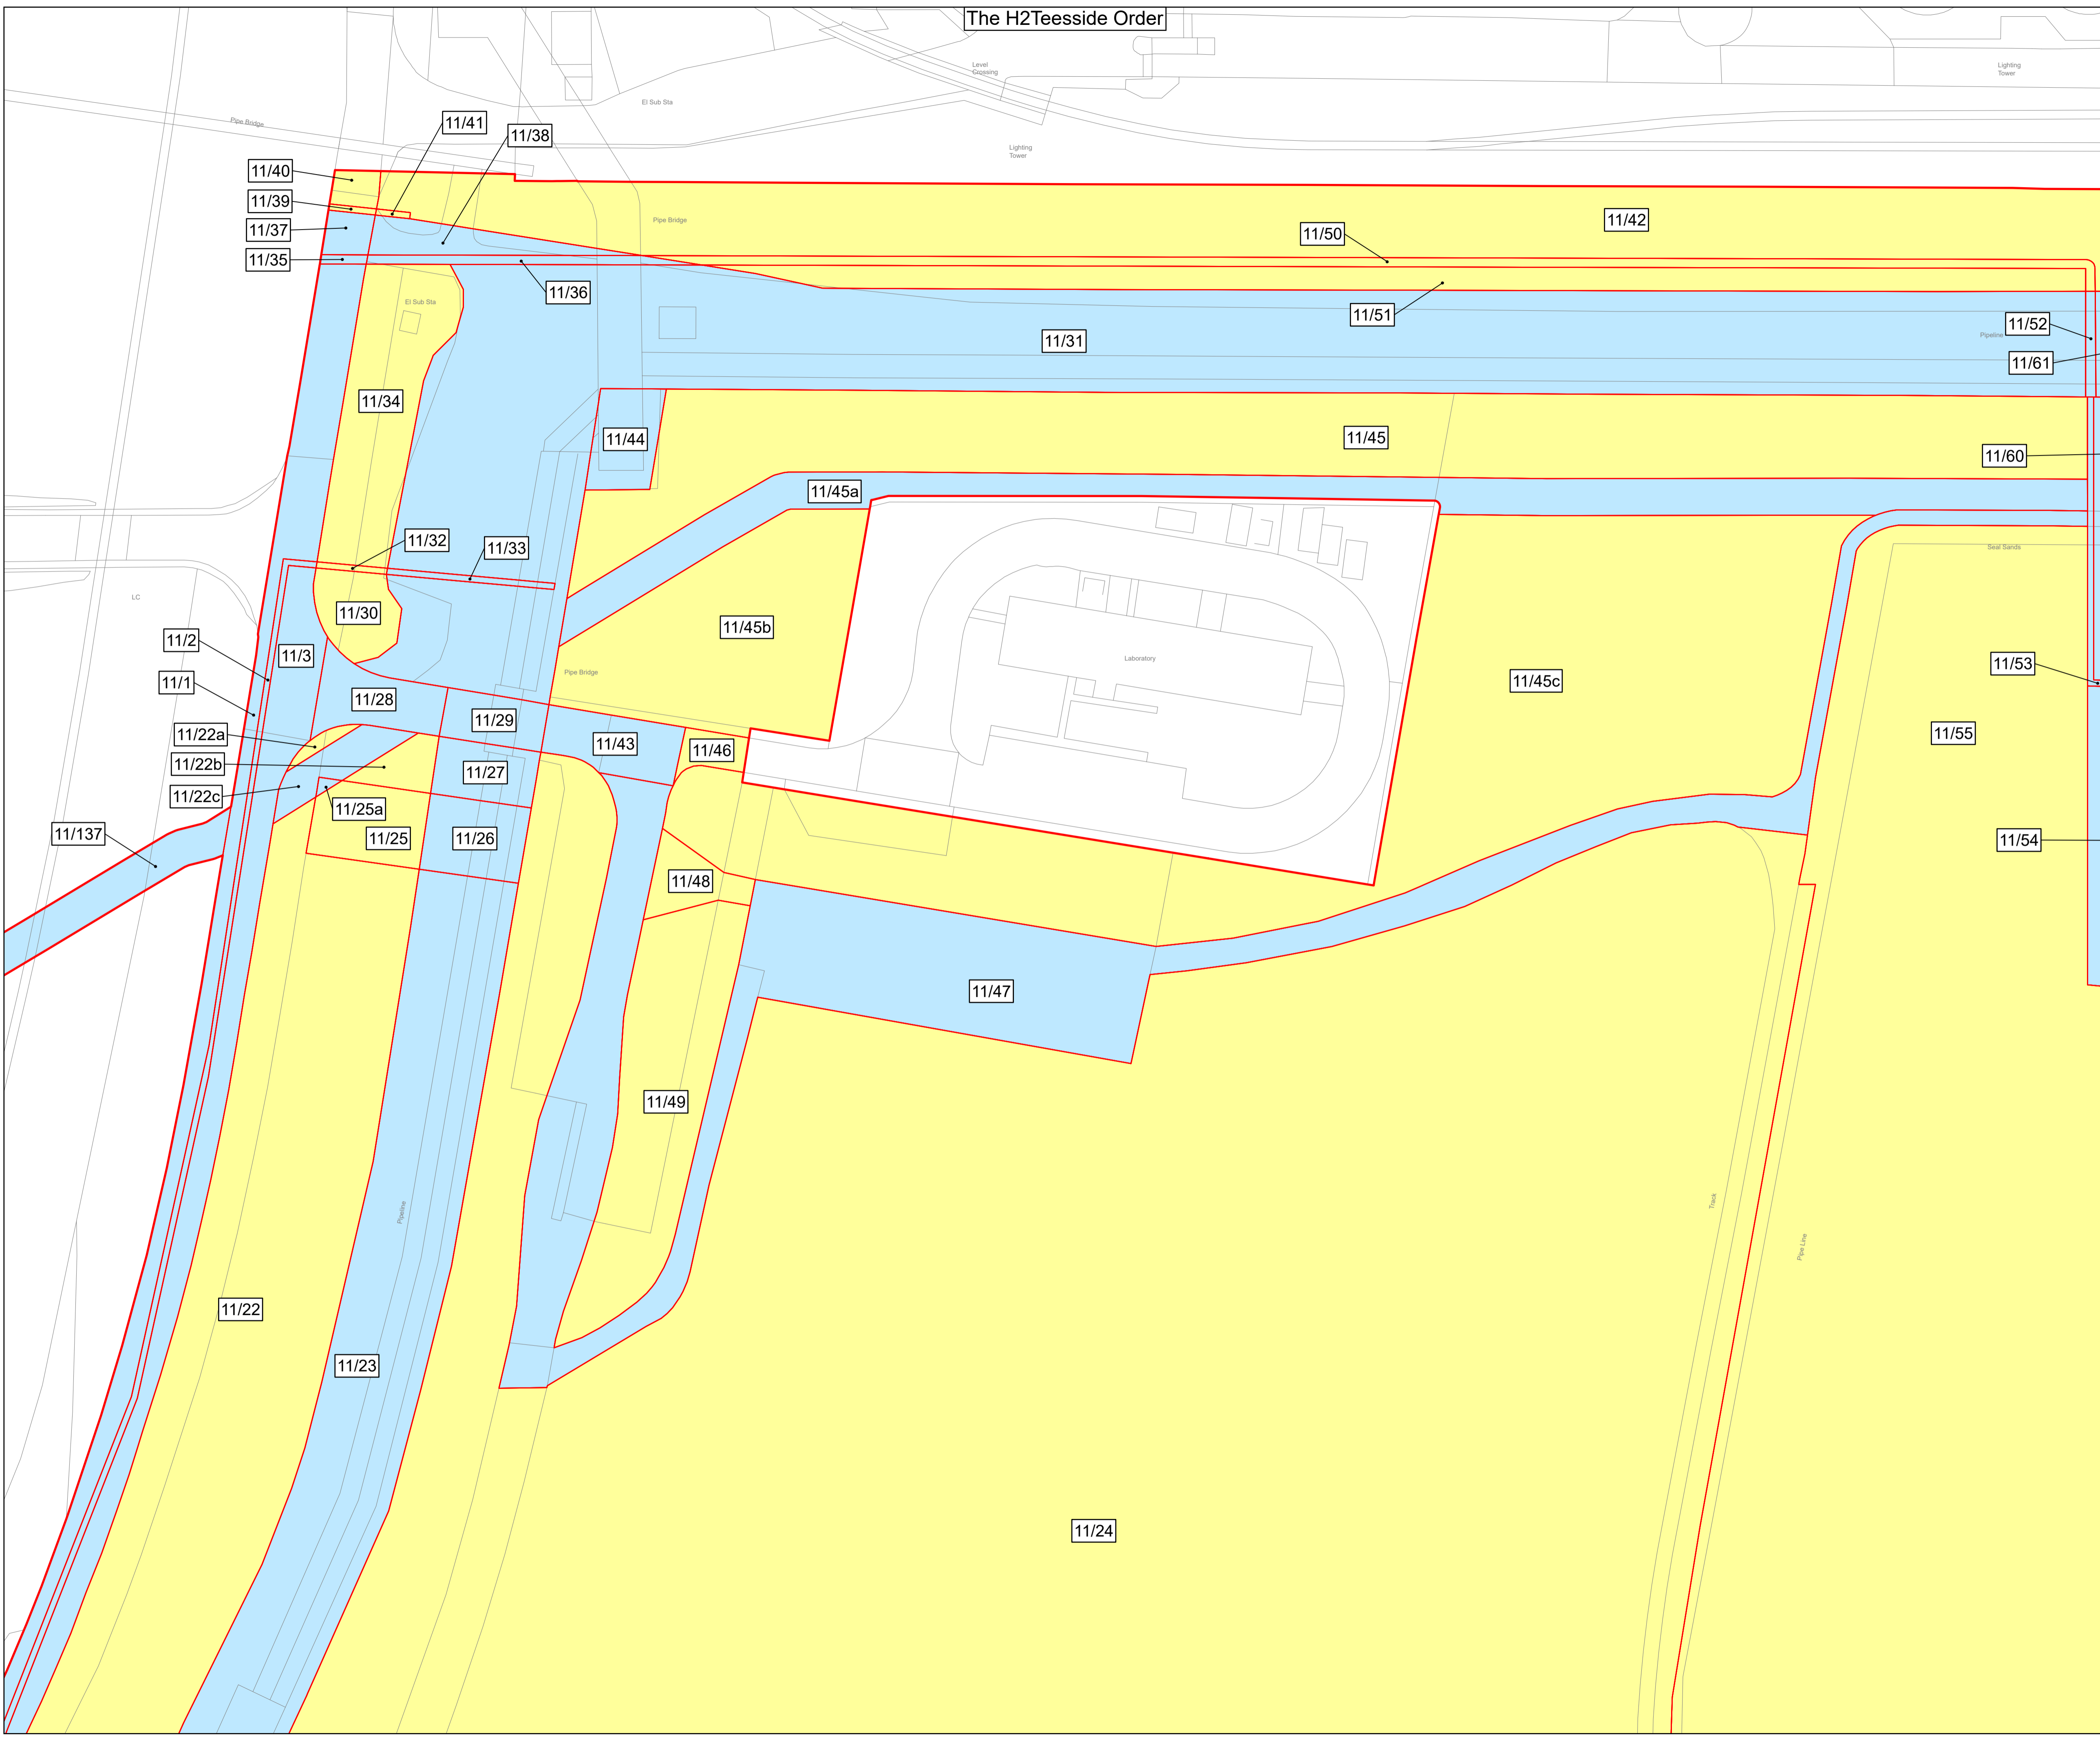 The H2Teesside Order
Level
Crossing
Lighting
Tower
El Sub Sta
Pipe Bridge
11/41
11/38
Lighting
Tower
11/40
11/39
11/37
11/35
Pipe Bridge
11/42
11/50
11/36
El Sub Sta
11/51
11/31
11/52
Pipeline
11/61
11/34
11/44
11/45
11/60
11/45a
11/32
11/33
Seal Sands
LC
11/30
11/45b
11/2
11/3
Laboratory
11/53
11/1
Pipe Bridge
11/45c
11/28
11/29
11/22a
11/43
11/46
11/55
11/22b
11/27
11/22c
11/25a
11/137
11/25
11/26
11/54
11/48
11/47
11/49
Pipeline
Track
Pipe Line
11/22
11/23
11/24